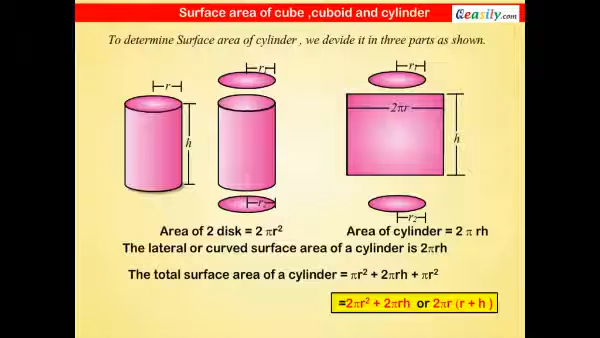 Surface area of cube ,cuboid and cylinder
Qeasily.com
To determine Surface area of cylinder , we devide it in three parts as shown.
r
h
r
r₂
r
2πr
h
r₂
Area of 2 disk = 2 πr²
Area of cylinder = 2 π rh
The lateral or curved surface area of a cylinder is 2πrh
The total surface area of a cylinder = πr² + 2πrh + πr²
=2πr² + 2πrh or 2πr (r + h )